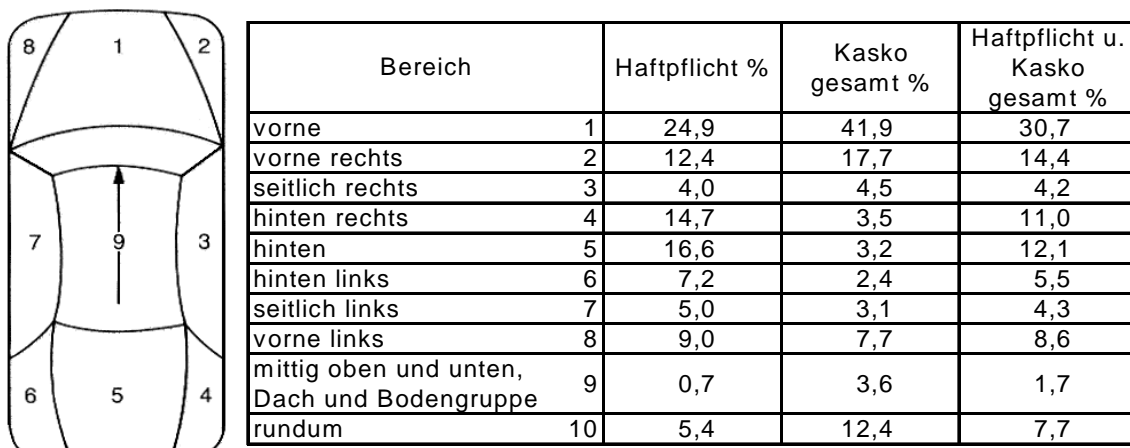 8 1 2
7 9 3
6 5 4
Bereich Haftpflicht % Kasko gesamt % Haftpflicht u. Kasko gesamt %
vorne 1 24,9 41,9 30,7
vorne rechts 2 12,4 17,7 14,4
seitlich rechts 3 4,0 4,5 4,2
hinten rechts 4 14,7 3,5 11,0
hinten 5 16,6 3,2 12,1
hinten links 6 7,2 2,4 5,5
seitlich links 7 5,0 3,1 4,3
vorne links 8 9,0 7,7 8,6
mittig oben und unten,
Dach und Bodengruppe 9 0,7 3,6 1,7
rundum 10 5,4 12,4 7,7